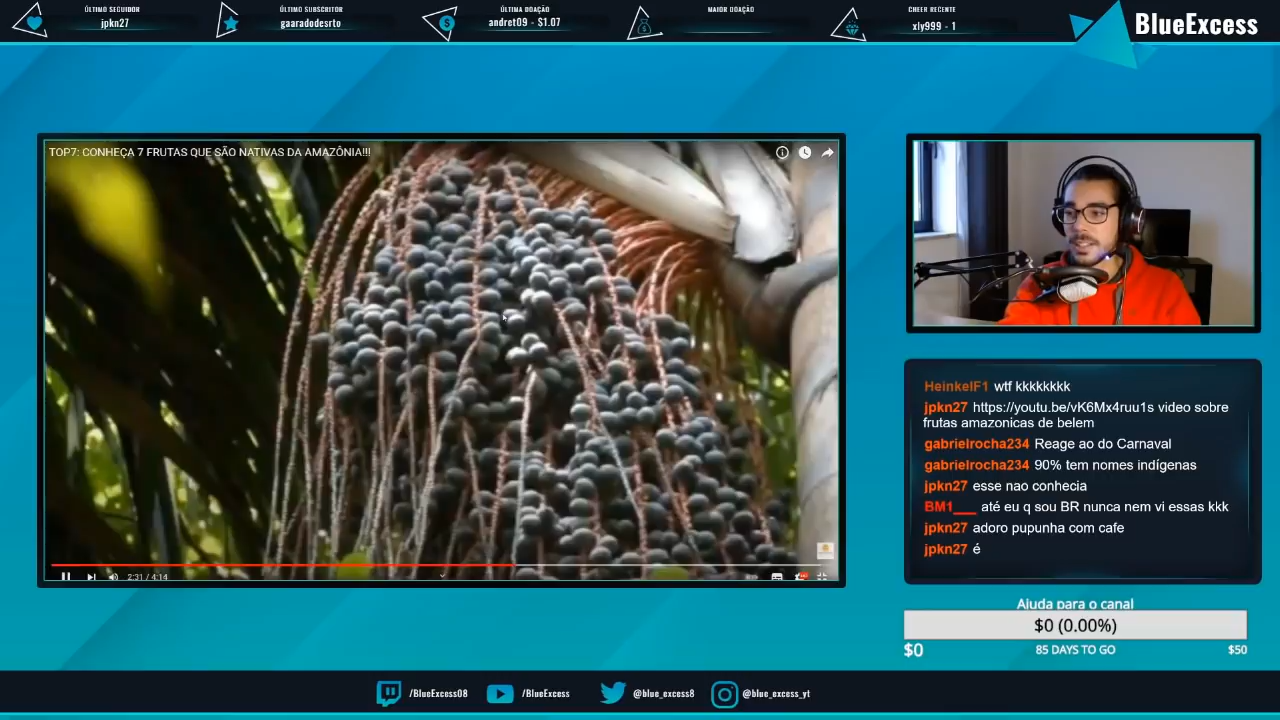 ÚLTIMO SEGUIDOR
jpkn27
ÚLTIMO SUBSCRITOR
gaaradodesrto
ÚLTIMA DOAÇÃO
andret09 - $1.07
MAIOR DOAÇÃO
CHEER RECENTE
xly999 - 1
BlueExcess
TOP7: CONHEÇA 7 FRUTAS QUE SÃO NATIVAS DA AMAZÔNIA!!!
2:31 / 4:14
HeinkelF1 wtf kkkkkkkk
jpkn27 https://youtu.be/vK6Mx4ruu1s video sobre
frutas amazonicas de belem
gabrielrocha234 Reage ao do Carnaval
gabrielrocha234 90% tem nomes indígenas
jpkn27 esse nao conhecia
BM1___ até eu q sou BR nunca nem vi essas kkk
jpkn27 adoro pupunha com cafe
jpkn27 é
Ajuda para o canal
$0 (0.00%)
$0 85 DAYS TO GO $50
/BlueExcess08 /BlueExcess @blue_excess8 @blue_excess_yt